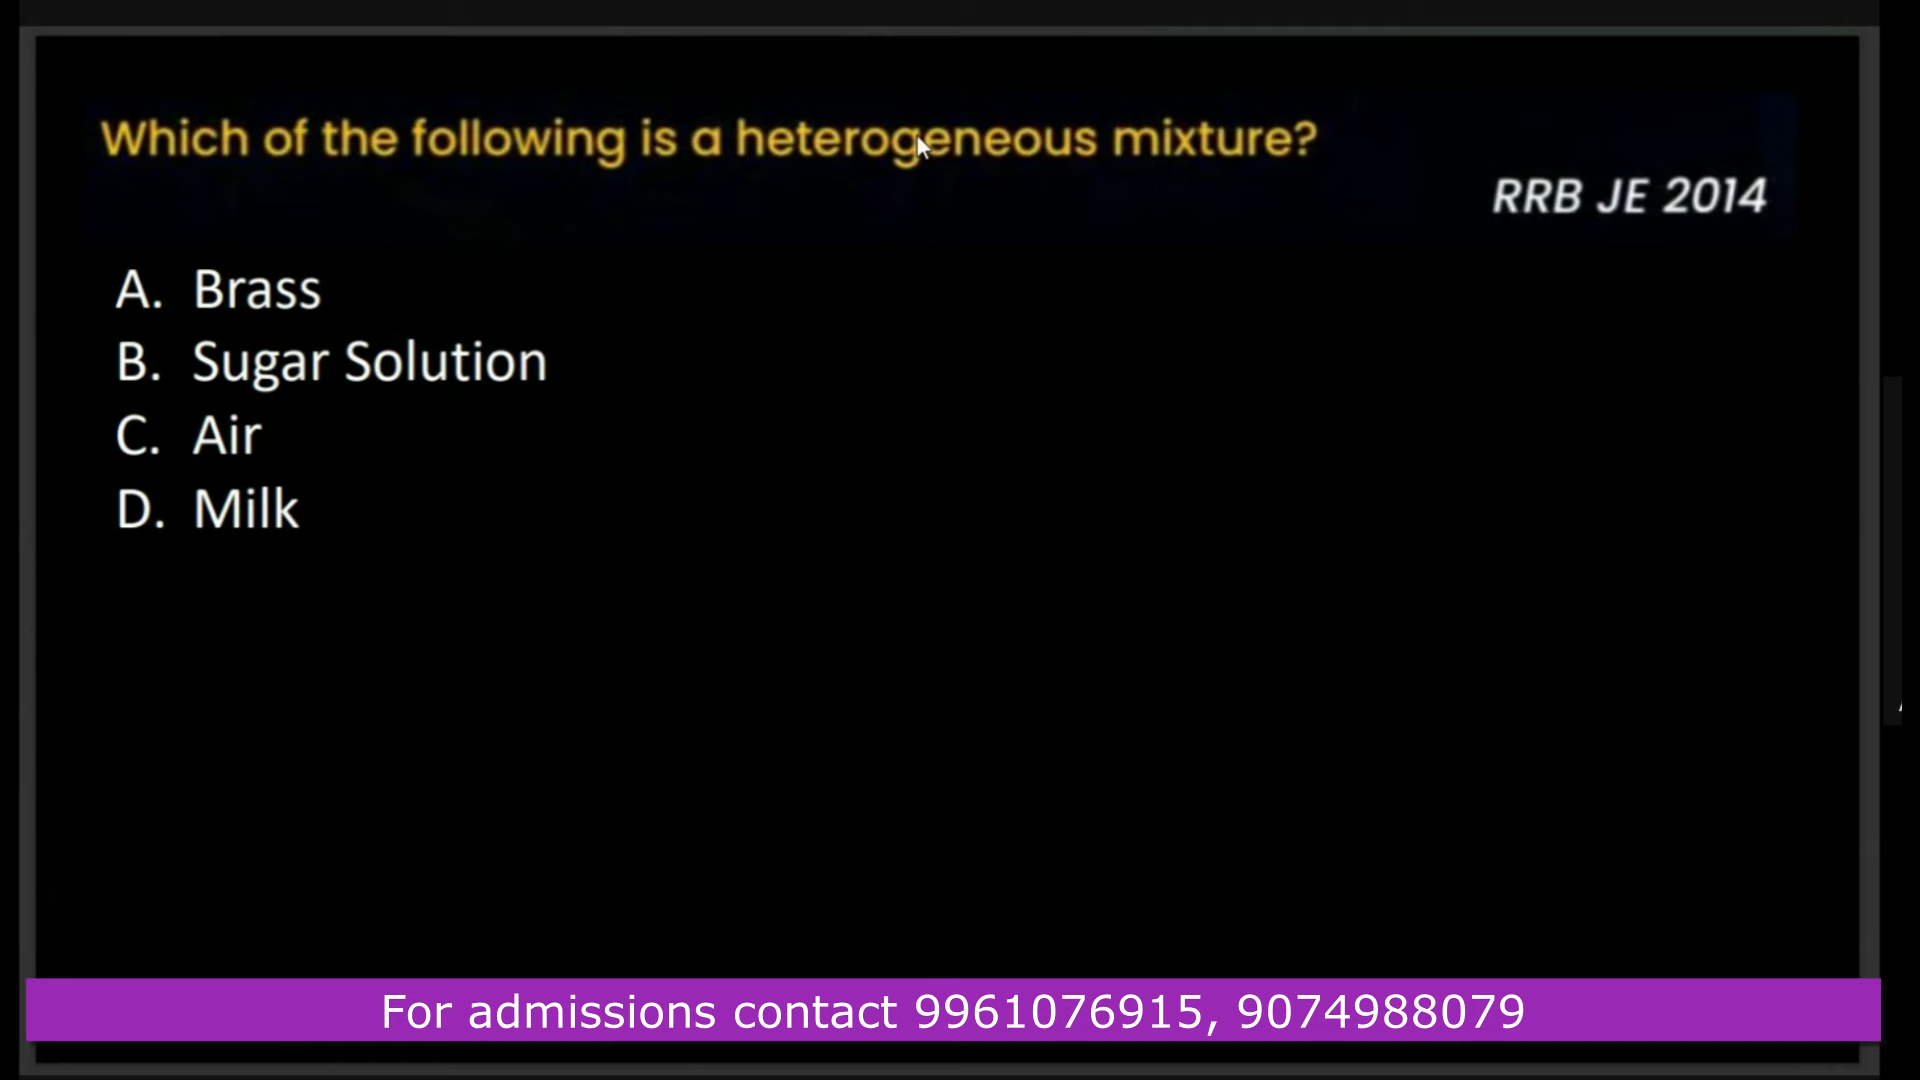 Which of the following is a heterogeneous mixture?
RRB JE 2014
A. Brass
B. Sugar Solution
C. Air
D. Milk
For admissions contact 9961076915, 9074988079